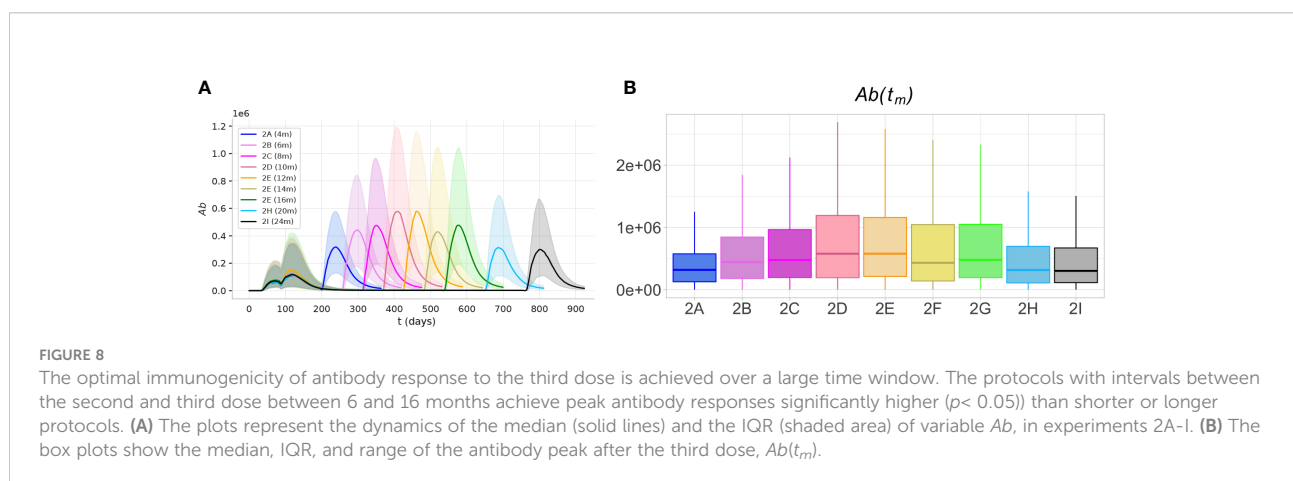 A
1e6
1.2
1.0
0.8
0.6
0.4
0.2
0.0
Ab
2A (4m)
2B (6m)
2C (8m)
2D (10m)
2E (12m)
2E (14m)
2E (16m)
2H (20m)
2I (24m)
0 100 200 300 400 500 600 700 800 900
t (days)
B
Ab(tm)
2e+06
1e+06
0e+00
2A 2B 2C 2D 2E 2F 2G 2H 2I
FIGURE 8
The optimal immunogenicity of antibody response to the third dose is achieved over a large time window. The protocols with intervals between
the second and third dose between 6 and 16 months achieve peak antibody responses significantly higher (p< 0.05)) than shorter or longer
protocols. (A) The plots represent the dynamics of the median (solid lines) and the IQR (shaded area) of variable Ab, in experiments 2A-I. (B) The
box plots show the median, IQR, and range of the antibody peak after the third dose, Ab(tm).